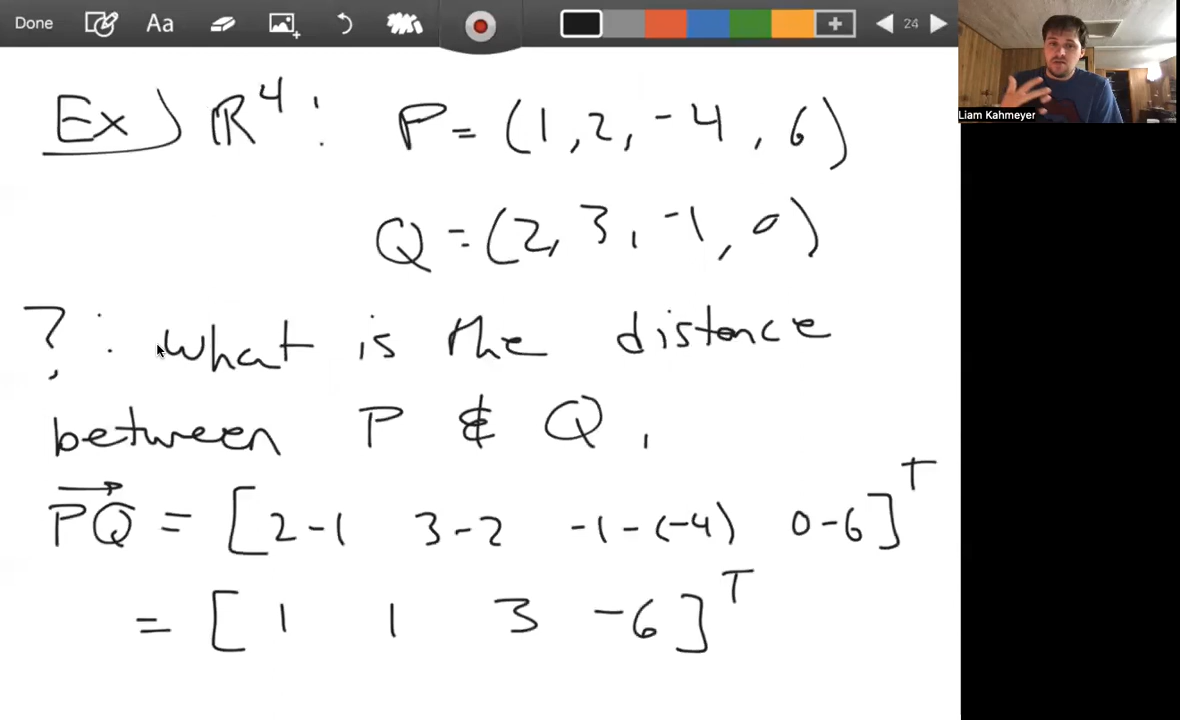 Done Aa 24
Liam Kahmeyer
Ex) ℝ⁴: P = (1, 2, -4, 6)
Q = (2, 3, -1, 0)
?: what is the distance
between P & Q.
$\overrightarrow{PQ}$ = [2-1 3-2 -1-(-4) 0-6]ᵀ
= [1 1 3 -6]ᵀ